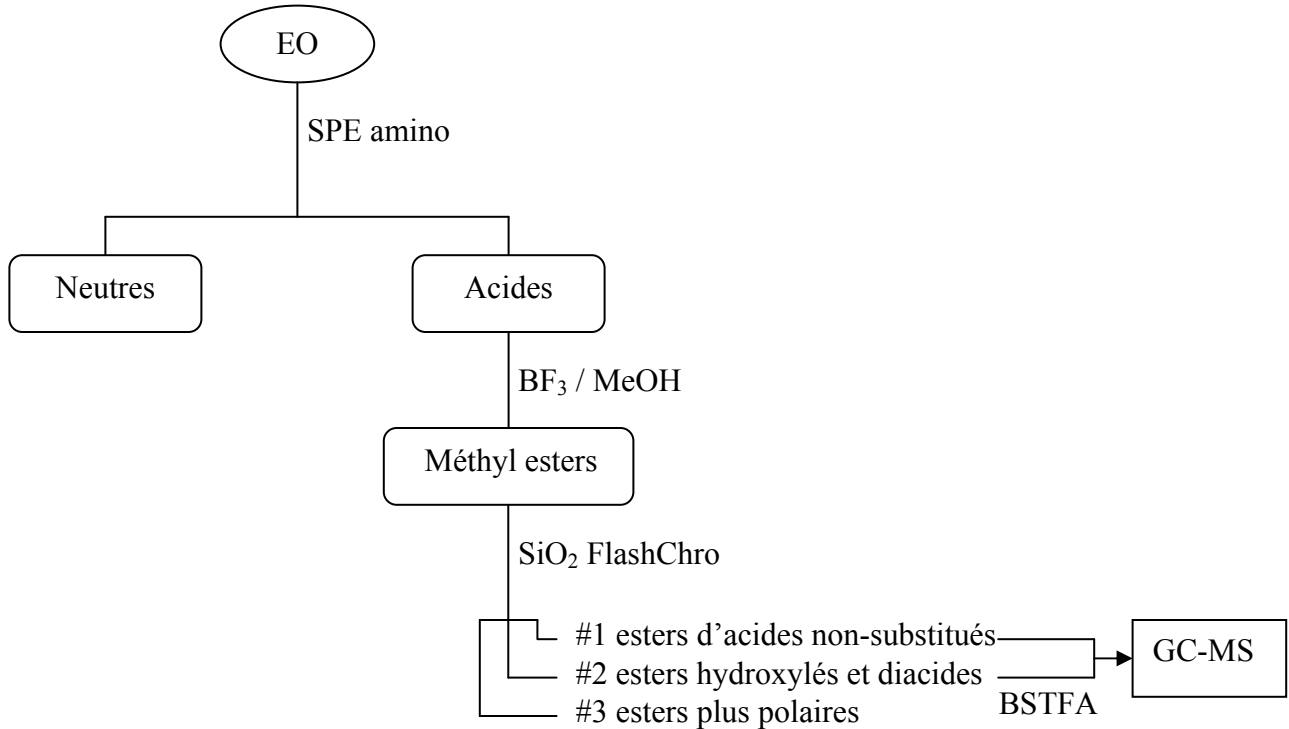 EO
SPE amino
Neutres
Acides
BF₃ / MeOH
Méthyl esters
SiO₂ FlashChro
#1 esters d’acides non-substitués
#2 esters hydroxylés et diacides
#3 esters plus polaires
BSTFA
GC-MS